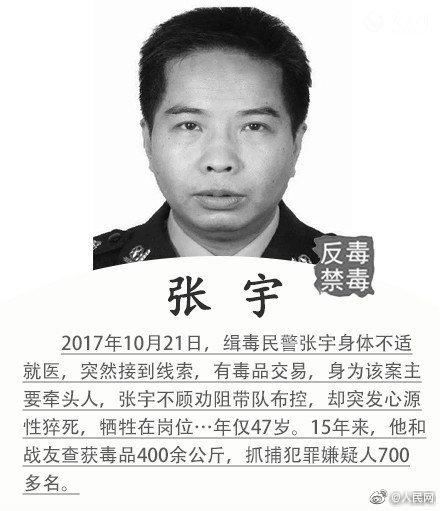 反毒
禁毒
张宇
2017年10月21日，缉毒民警张宇身体不适
就医，突然接到线索，有毒品交易，身为该案主
要牵头人，张宇不顾劝阻带队布控，却突发心源
性猝死，牺牲在岗位…年仅47岁。15年来，他和
战友查获毒品400余公斤，抓捕犯罪嫌疑人700
多名。
@人民网